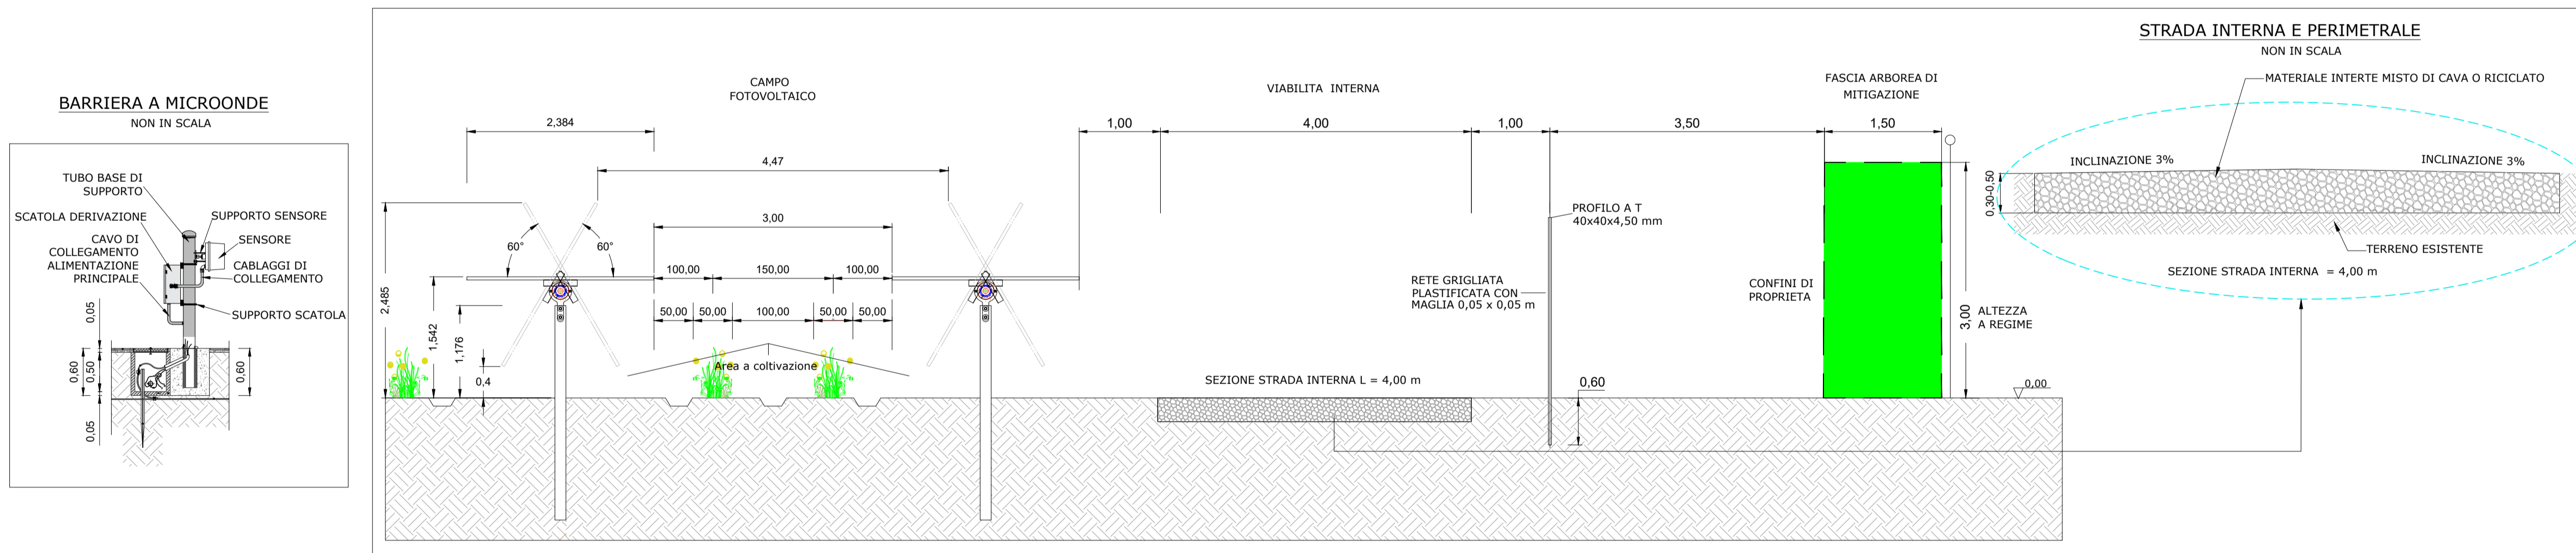 BARRIERA A MICROONDE
NON IN SCALA
TUBO BASE DI
SUPPORTO
SCATOLA DERIVAZIONE
CAVO DI
COLLEGAMENTO
ALIMENTAZIONE
PRINCIPALE
SUPPORTO SENSORE
SENSORE
CABLAGGI DI
COLLEGAMENTO
SUPPORTO SCATOLA
0,05
0,60
0,50
0,05
0,60
CAMPO
FOTOVOLTAICO
2,384
4,47
3,00
60°
60°
100,00
150,00
100,00
50,00
50,00
100,00
50,00
50,00
2,485
1,542
1,176
0,4
Area a coltivazione
VIABILITA INTERNA
1,00
4,00
1,00
3,50
1,50
SEZIONE STRADA INTERNA L = 4,00 m
PROFILO A T
40x40x4,50 mm
RETE GRIGLIATA
PLASTIFICATA CON
MAGLIA 0,05 x 0,05 m
0,60
FASCIA ARBOREA DI
MITIGAZIONE
CONFINI DI
PROPRIETA
3,00
ALTEZZA
A REGIME
0,00
STRADA INTERNA E PERIMETRALE
NON IN SCALA
MATERIALE INTERTE MISTO DI CAVA O RICICLATO
INCLINAZIONE 3%
INCLINAZIONE 3%
0,30-0,50
TERRENO ESISTENTE
SEZIONE STRADA INTERNA = 4,00 m